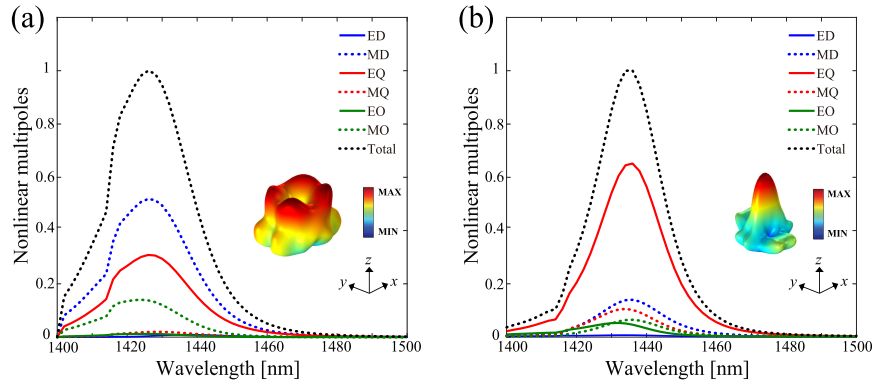 (a)
Nonlinear multipoles
1
0.8
0.6
0.4
0.2
0
1400
1420
1440
1460
1480
1500
Wavelength [nm]
ED
MD
EQ
MQ
EO
MO
Total
MAX
MIN
z
y
x
(b)
Nonlinear multipoles
1
0.8
0.6
0.4
0.2
0
1400
1420
1440
1460
1480
1500
Wavelength [nm]
ED
MD
EQ
MQ
EO
MO
Total
MAX
MIN
z
y
x